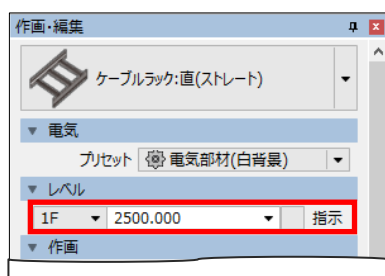 作画・編集
ケーブルラック:直(ストレート)
電気
プリセット 電気部材(白背景)
レベル
1F 2500.000 指示
作画